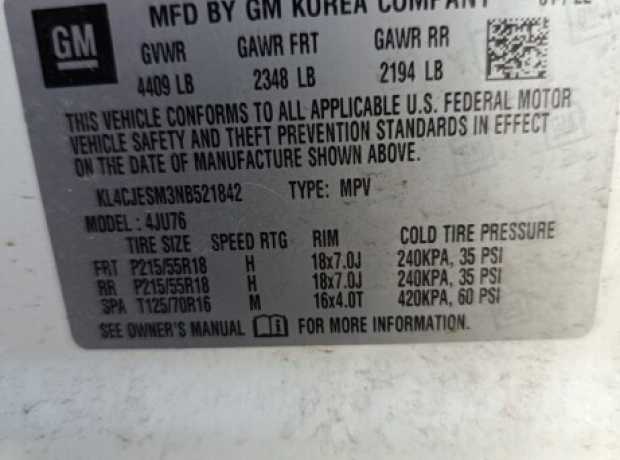 MFD BY GM KOREA COMPANY
GM
GVWR GAWR FRT GAWR RR
4409 LB 2348 LB 2194 LB
THIS VEHICLE CONFORMS TO ALL APPLICABLE U.S. FEDERAL MOTOR
VEHICLE SAFETY AND THEFT PREVENTION STANDARDS IN EFFECT
ON THE DATE OF MANUFACTURE SHOWN ABOVE.
KL4CJESM3NB521842 TYPE: MPV
MODEL: 4JU76
TIRE SIZE SPEED RTG RIM COLD TIRE PRESSURE
FRT P215/55R18 H 18x7.0J 240KPA, 35 PSI
RR P215/55R18 H 18x7.0J 240KPA, 35 PSI
SPA T125/70R16 M 16x4.0T 420KPA, 60 PSI
SEE OWNER'S MANUAL FOR MORE INFORMATION.